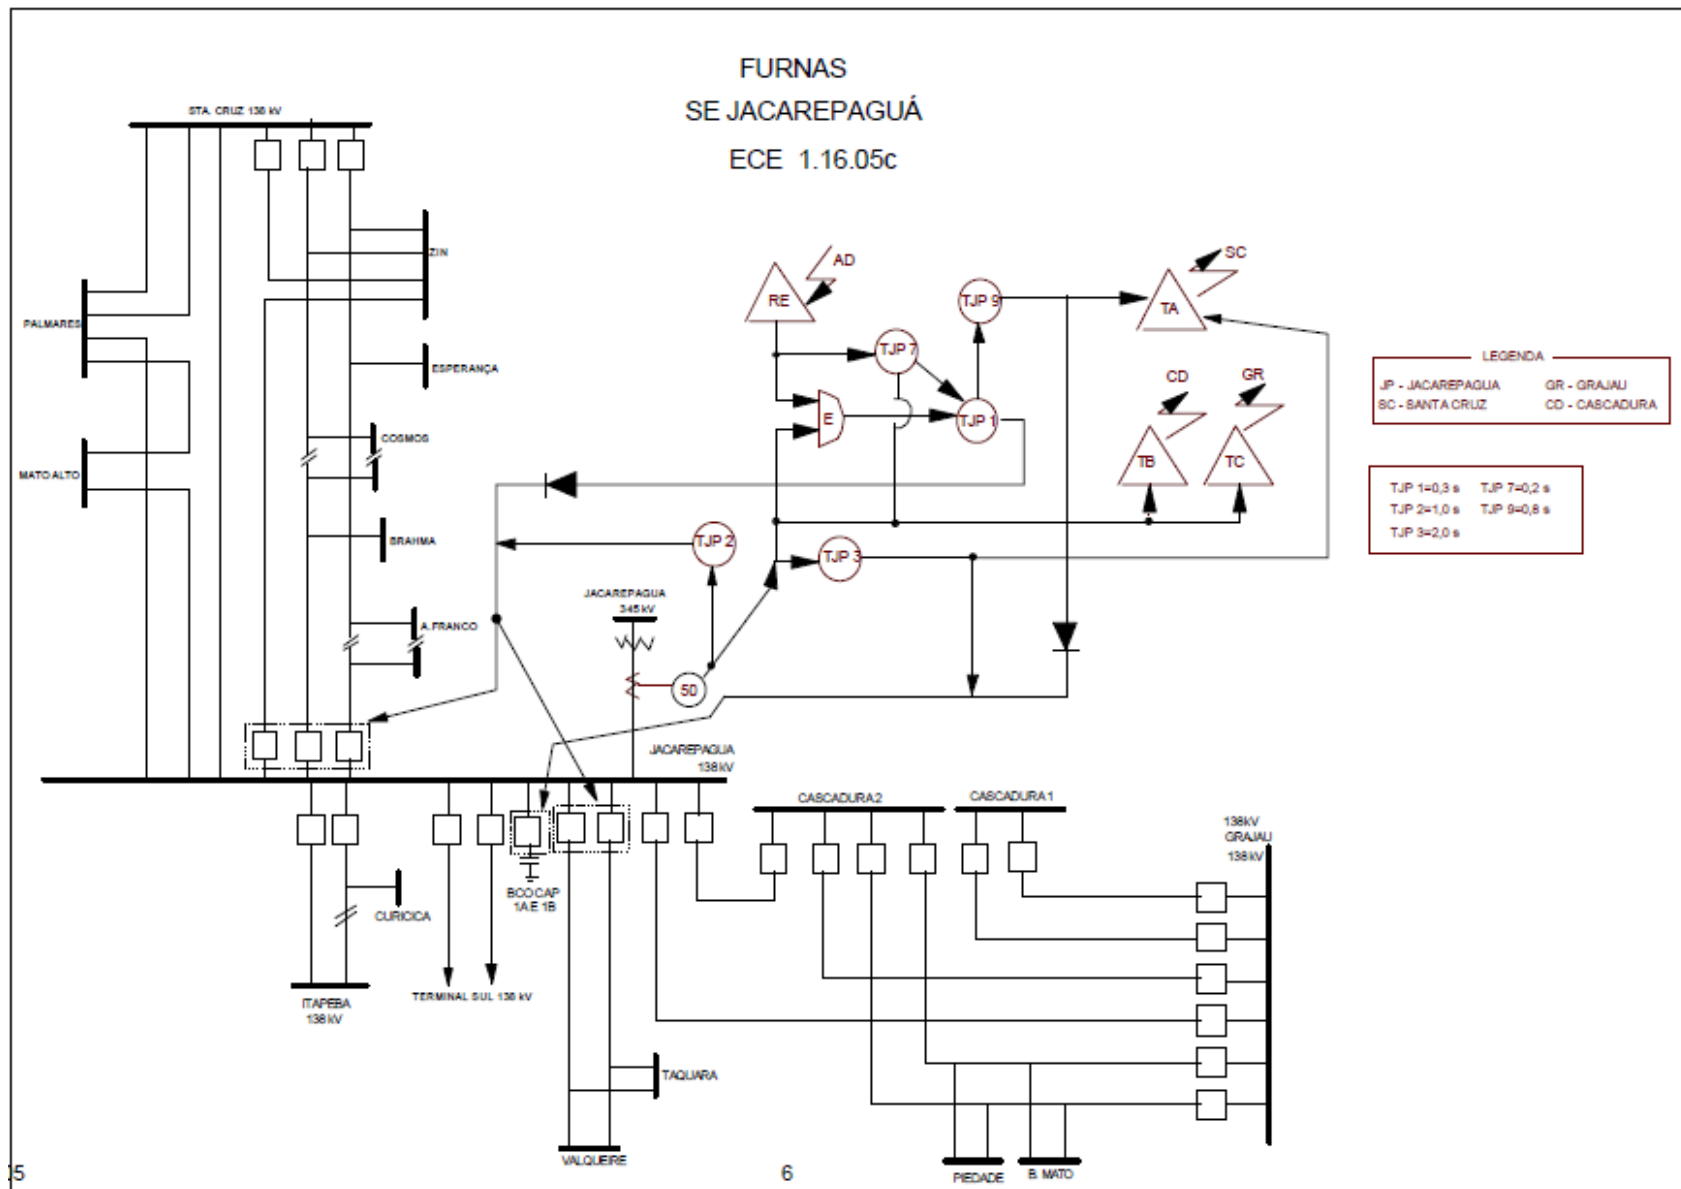 FURNAS
SE JACAREPAGUÁ
ECE 1.16.05c
STA. CRUZ 138 kV
ZIN
PALMARES
ESPERANÇA
COSMOS
MATO ALTO
BRAHMA
A.FRANCO
AD
RE
SC
TJP 9
TA
TJP 7
E
TJP 1
CD
GR
TB
TC
LEGENDA
JP - JACAREPAGUA GR - GRAJAU
SC - SANTA CRUZ CD - CASCADURA
TJP 1=0,3 s TJP 7=0,2 s
TJP 2=1,0 s TJP 9=0,8 s
TJP 3=2,0 s
TJP 2
TJP 3
JACAREPAGUA
345 kV
50
JACAREPAGUA
138 kV
CASCADURA 2
CASCADURA 1
138kV
GRAJAU
138 kV
BCO CAP
1A E 1B
CURICICA
ITAPEBA
138 kV
TERMINAL SUL 138 kV
TAQUARA
VALQUEIRE
PIEDADE
B. MATO
6